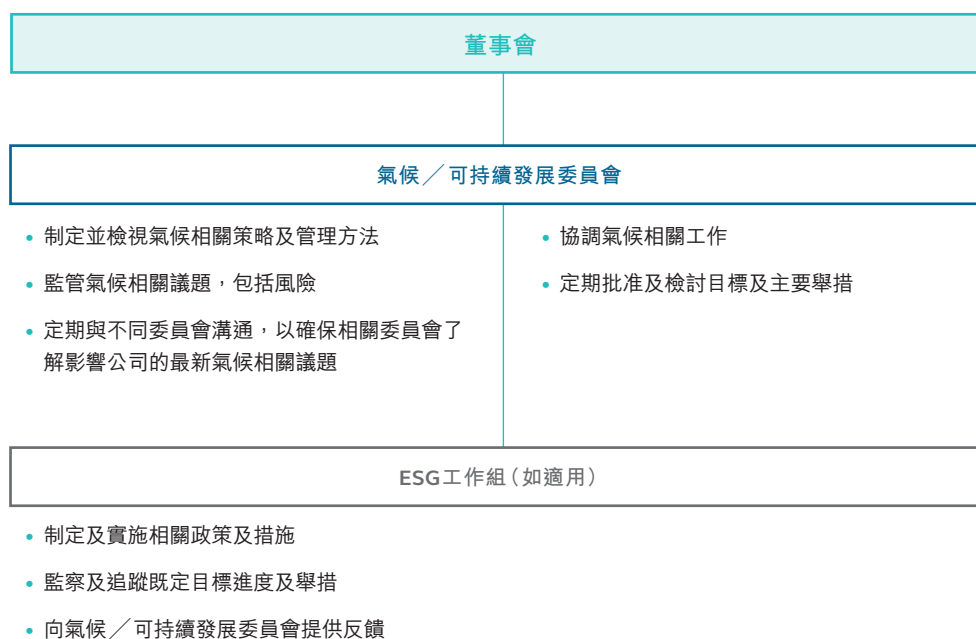 董事會
氣候／可持續發展委員會
• 制定並檢視氣候相關策略及管理方法
• 監管氣候相關議題，包括風險
• 定期與不同委員會溝通，以確保相關委員會了
解影響公司的最新氣候相關議題
• 協調氣候相關工作
• 定期批准及檢討目標及主要舉措
ESG工作組（如適用）
• 制定及實施相關政策及措施
• 監察及追蹤既定目標進度及舉措
• 向氣候／可持續發展委員會提供反饋